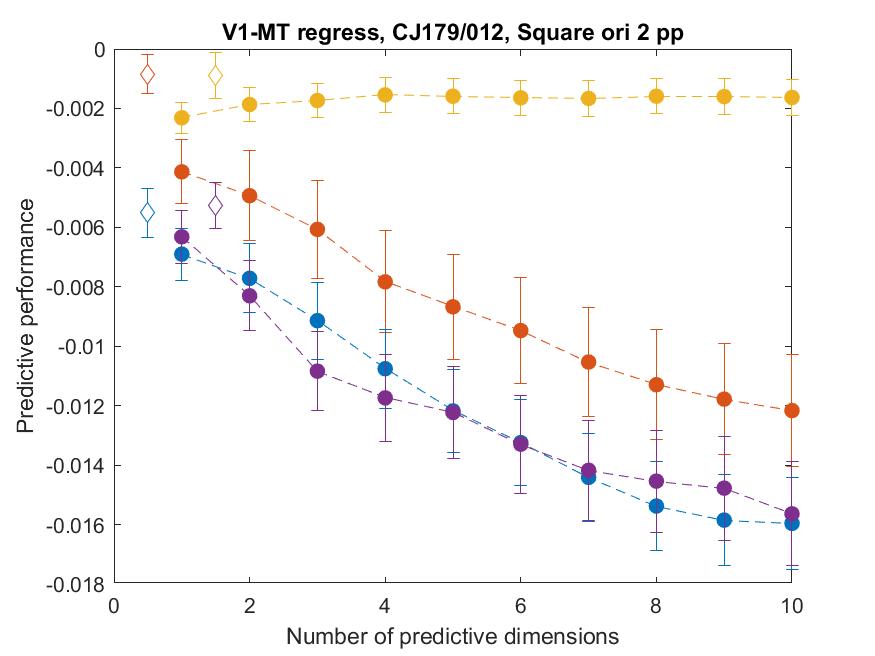 V1-MT regress, CJ179/012, Square ori 2 pp
0
-0.002
-0.004
-0.006
-0.008
-0.01
-0.012
-0.014
-0.016
-0.018
Predictive performance
0 2 4 6 8 10
Number of predictive dimensions